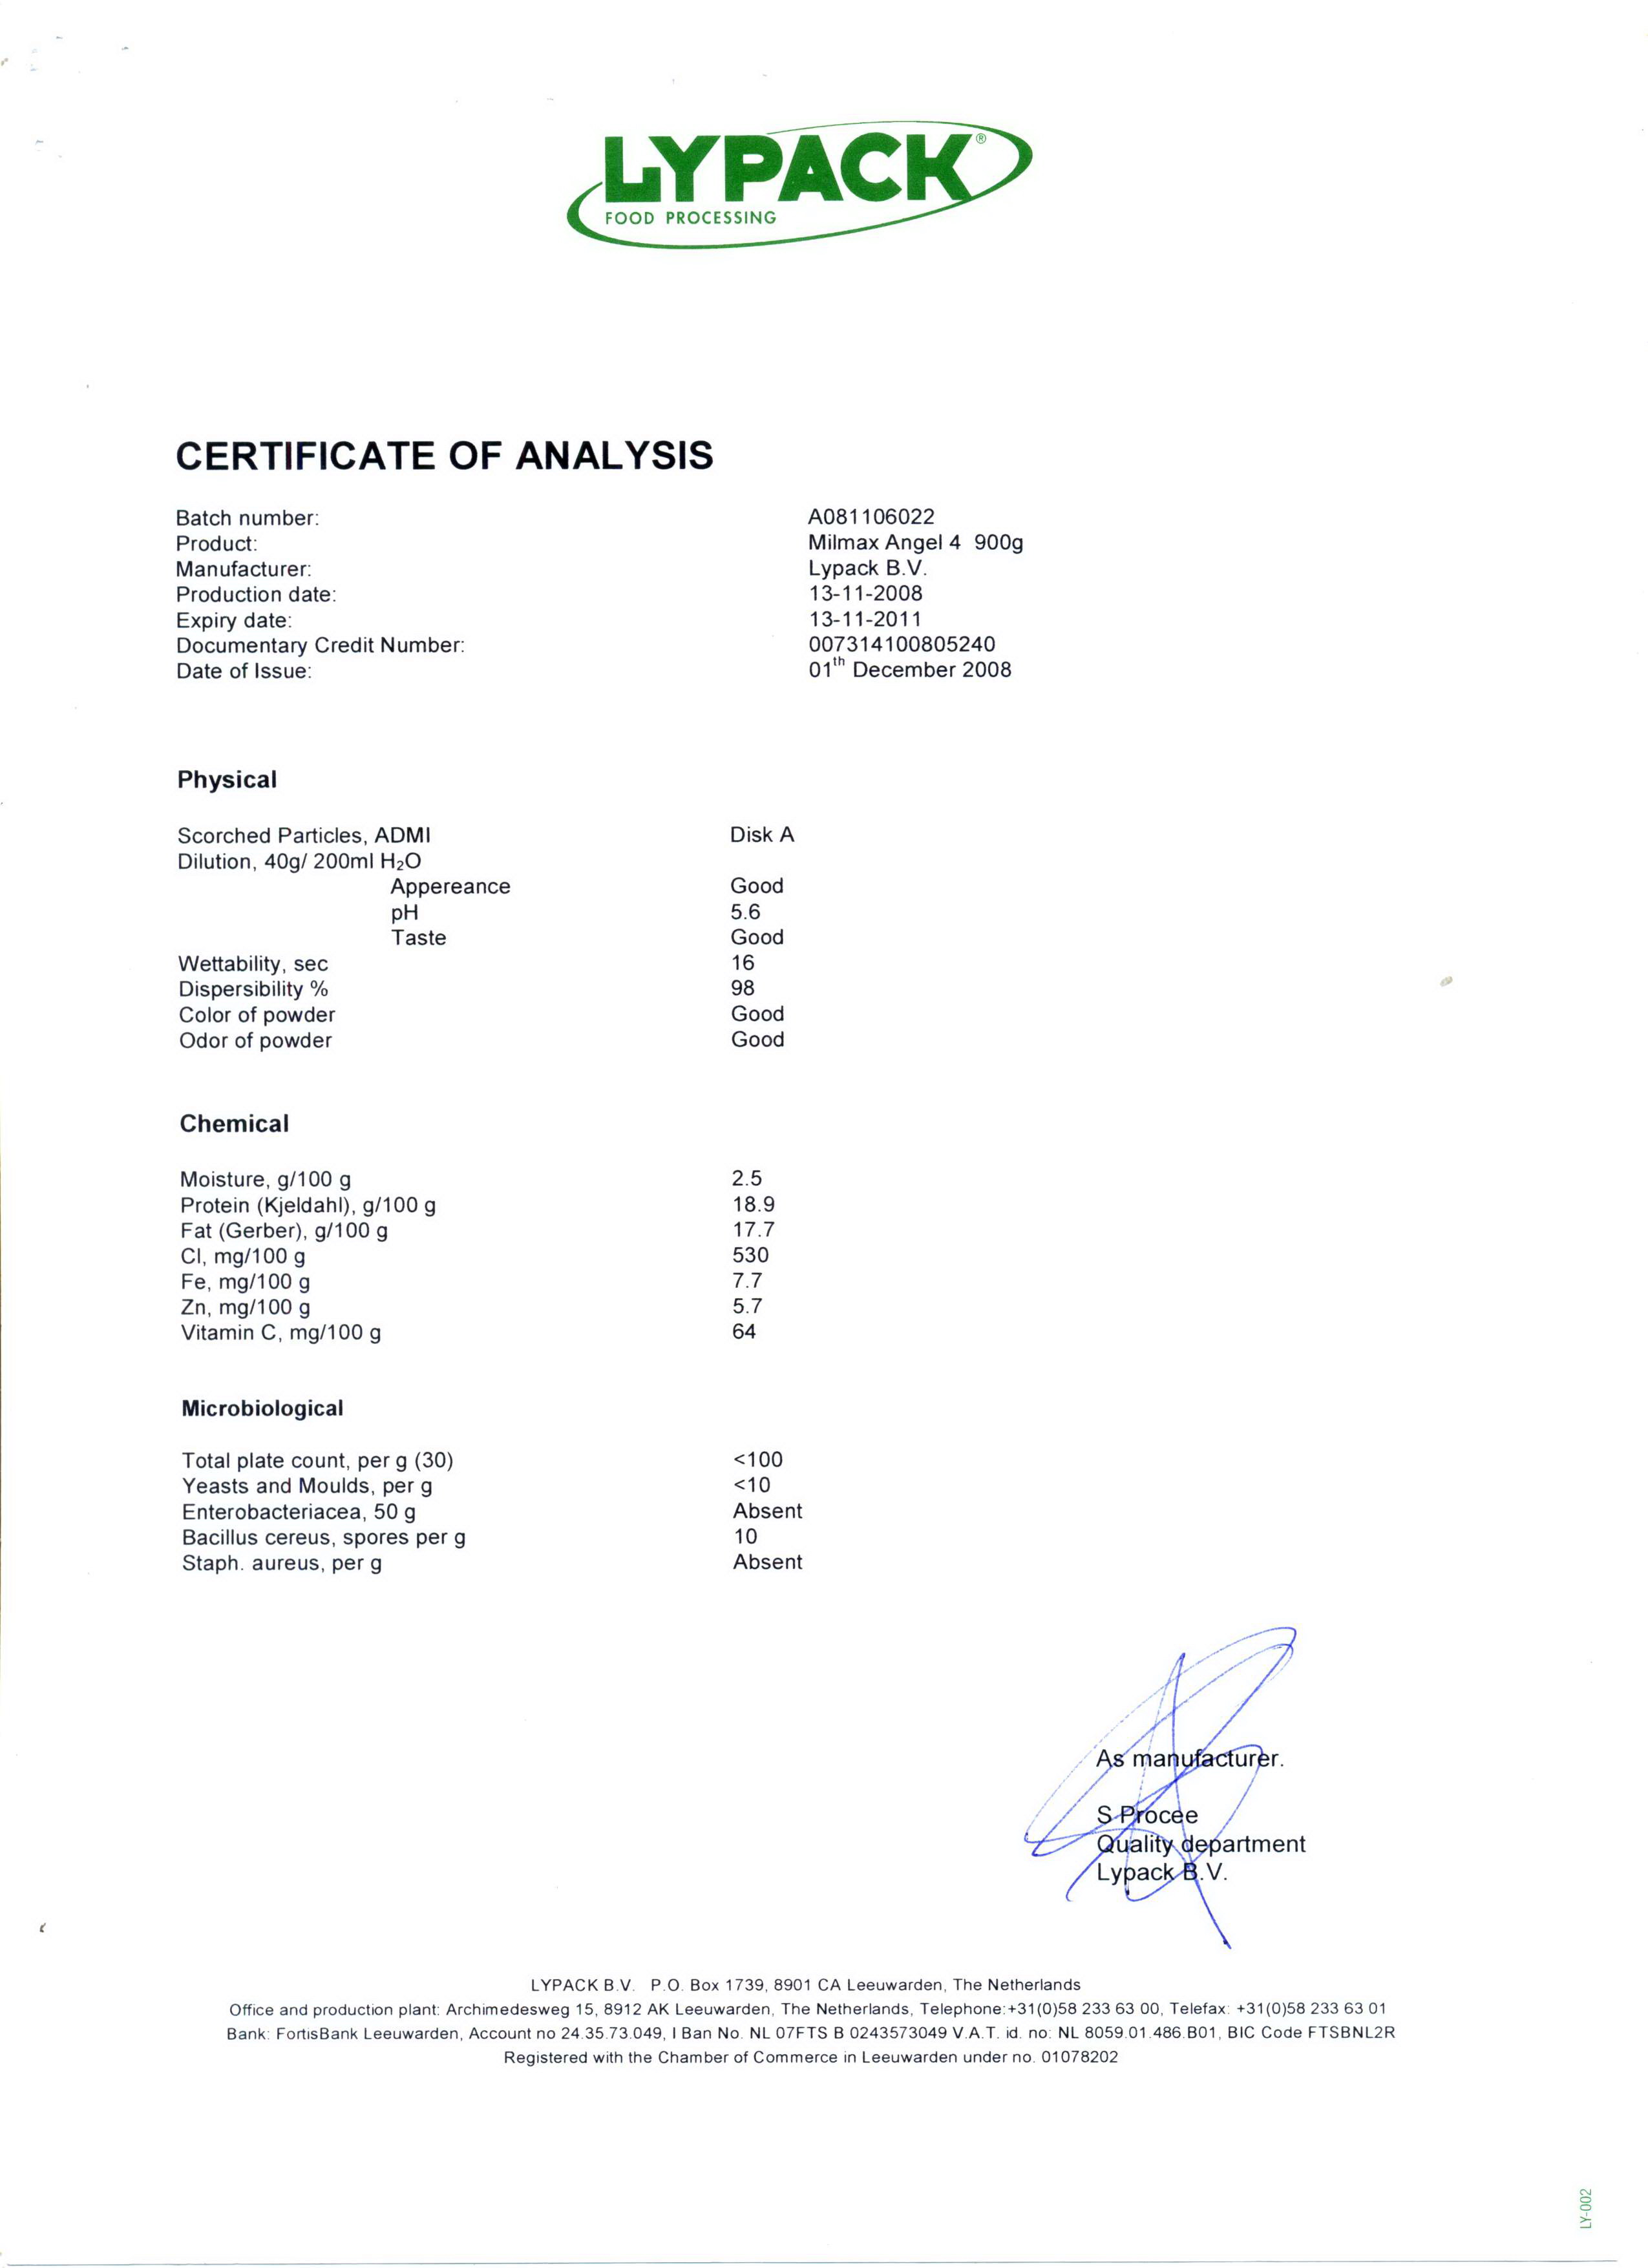 LYPACK®
FOOD PROCESSING
CERTIFICATE OF ANALYSIS
Batch number: A081106022
Product: Milmax Angel 4 900g
Manufacturer: Lypack B.V.
Production date: 13-11-2008
Expiry date: 13-11-2011
Documentary Credit Number: 007314100805240
Date of Issue: 01th December 2008
Physical
Scorched Particles, ADMI Disk A
Dilution, 40g/ 200ml H₂O
Appereance Good
pH 5.6
Taste Good
Wettability, sec 16
Dispersibility % 98
Color of powder Good
Odor of powder Good
Chemical
Moisture, g/100 g 2.5
Protein (Kjeldahl), g/100 g 18.9
Fat (Gerber), g/100 g 17.7
Cl, mg/100 g 530
Fe, mg/100 g 7.7
Zn, mg/100 g 5.7
Vitamin C, mg/100 g 64
Microbiological
Total plate count, per g (30) <100
Yeasts and Moulds, per g <10
Enterobacteriacea, 50 g Absent
Bacillus cereus, spores per g 10
Staph. aureus, per g Absent
As manufacturer.
S Procee
Quality department
Lypack B.V.
LYPACK B.V. P.O. Box 1739, 8901 CA Leeuwarden, The Netherlands
Office and production plant: Archimedesweg 15, 8912 AK Leeuwarden, The Netherlands, Telephone:+31(0)58 233 63 00, Telefax: +31(0)58 233 63 01
Bank: FortisBank Leeuwarden, Account no 24.35.73.049, I Ban No. NL 07FTS B 0243573049 V.A.T. id. no: NL 8059.01.486.B01, BIC Code FTSBNL2R
Registered with the Chamber of Commerce in Leeuwarden under no. 01078202
LY-002